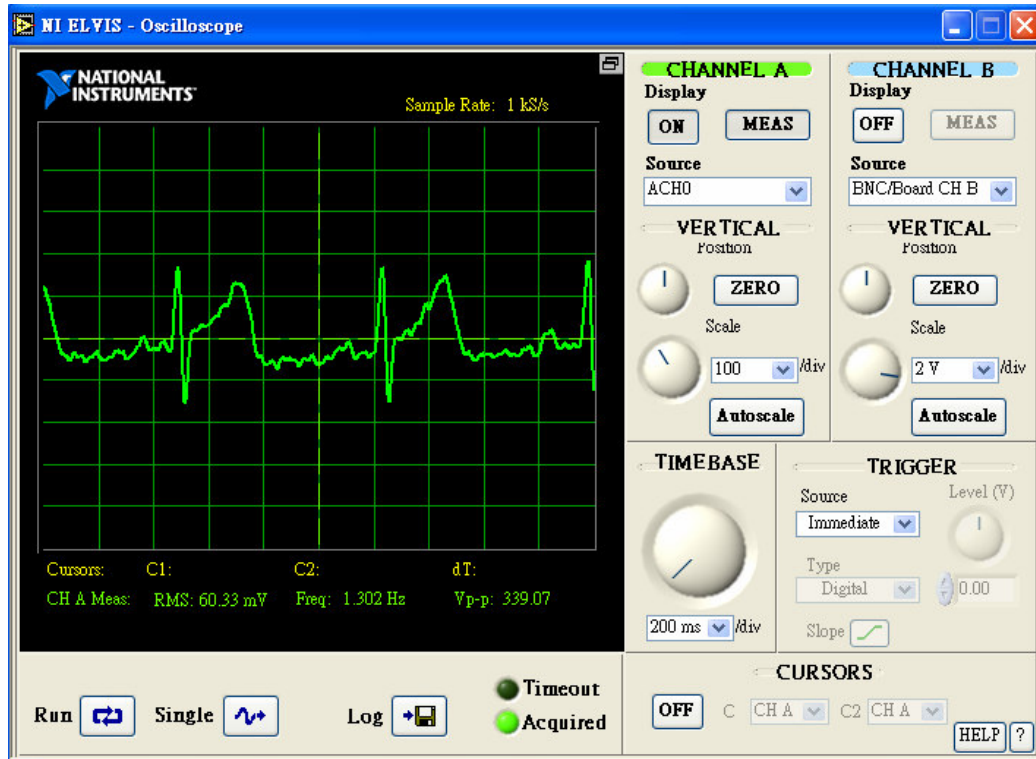 NI ELVIS - Oscilloscope
NATIONAL
INSTRUMENTS
Sample Rate: 1 kS/s
Cursors: C1: C2: dT:
CH A Meas: RMS: 60.33 mV Freq: 1.302 Hz Vp-p: 339.07
CHANNEL A
Display
ON MEAS
Source
ACH0
VERTICAL
Position
ZERO
Scale
100 /div
Autoscale
CHANNEL B
Display
OFF MEAS
Source
BNC/Board CH B
VERTICAL
Position
ZERO
Scale
2 V /div
Autoscale
TIMEBASE
200 ms /div
TRIGGER
Source Level (V)
Immediate
Type
Digital 0.00
Slope
Run Single Log
Timeout
Acquired
CURSORS
OFF C CH A C2 CH A
HELP ?